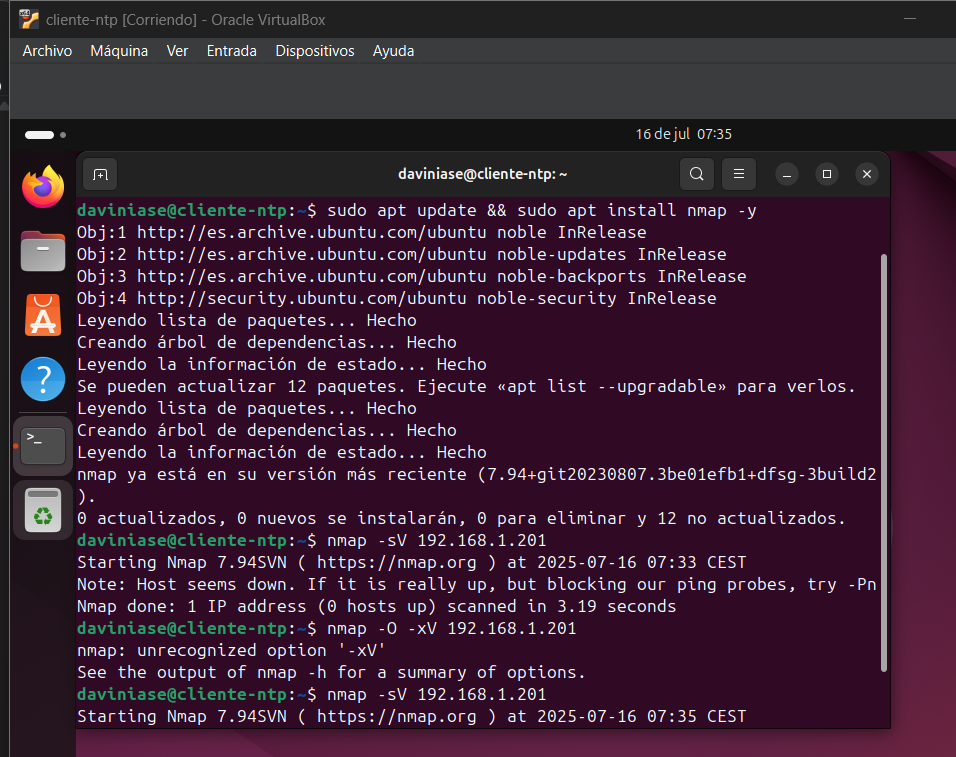 cliente-ntp [Corriendo] - Oracle VirtualBox
Archivo Máquina Ver Entrada Dispositivos Ayuda
16 de jul 07:35
daviniase@cliente-ntp: ~
daviniase@cliente-ntp:~$ sudo apt update && sudo apt install nmap -y
Obj:1 http://es.archive.ubuntu.com/ubuntu noble InRelease
Obj:2 http://es.archive.ubuntu.com/ubuntu noble-updates InRelease
Obj:3 http://es.archive.ubuntu.com/ubuntu noble-backports InRelease
Obj:4 http://security.ubuntu.com/ubuntu noble-security InRelease
Leyendo lista de paquetes... Hecho
Creando árbol de dependencias... Hecho
Leyendo la información de estado... Hecho
Se pueden actualizar 12 paquetes. Ejecute «apt list --upgradable» para verlos.
Leyendo lista de paquetes... Hecho
Creando árbol de dependencias... Hecho
Leyendo la información de estado... Hecho
nmap ya está en su versión más reciente (7.94+git20230807.3be01efb1+dfsg-3build2
).
0 actualizados, 0 nuevos se instalarán, 0 para eliminar y 12 no actualizados.
daviniase@cliente-ntp:~$ nmap -sV 192.168.1.201
Starting Nmap 7.94SVN ( https://nmap.org ) at 2025-07-16 07:33 CEST
Note: Host seems down. If it is really up, but blocking our ping probes, try -Pn
Nmap done: 1 IP address (0 hosts up) scanned in 3.19 seconds
daviniase@cliente-ntp:~$ nmap -O -xV 192.168.1.201
nmap: unrecognized option '-xV'
See the output of nmap -h for a summary of options.
daviniase@cliente-ntp:~$ nmap -sV 192.168.1.201
Starting Nmap 7.94SVN ( https://nmap.org ) at 2025-07-16 07:35 CEST